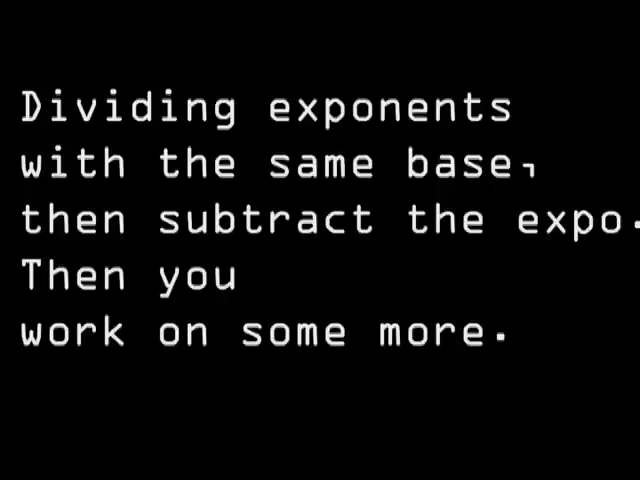 Dividing exponents
with the same base,
then subtract the expo.
Then you
work on some more.